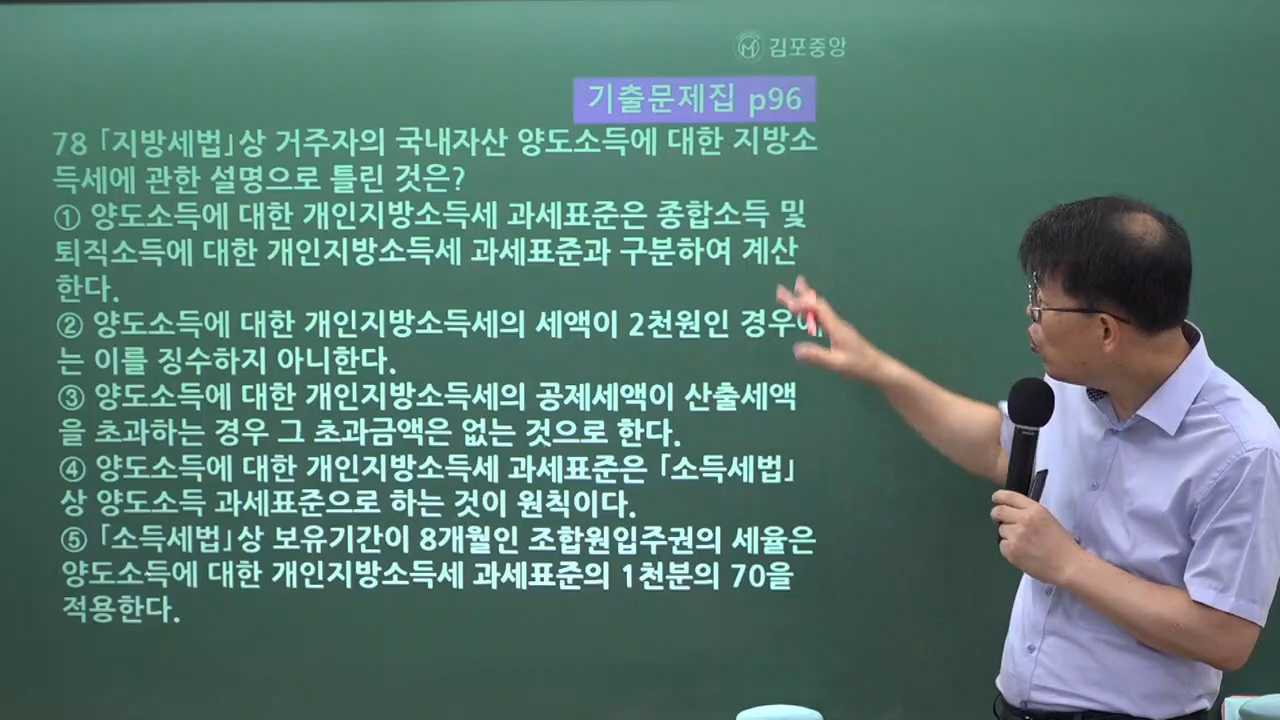 김포중앙
기출문제집 p96
78 「지방세법」상 거주자의 국내자산 양도소득에 대한 지방소
득세에 관한 설명으로 틀린 것은?
① 양도소득에 대한 개인지방소득세 과세표준은 종합소득 및
퇴직소득에 대한 개인지방소득세 과세표준과 구분하여 계산
한다.
② 양도소득에 대한 개인지방소득세의 세액이 2천원인 경우에
는 이를 징수하지 아니한다.
③ 양도소득에 대한 개인지방소득세의 공제세액이 산출세액
을 초과하는 경우 그 초과금액은 없는 것으로 한다.
④ 양도소득에 대한 개인지방소득세 과세표준은 「소득세법」
상 양도소득 과세표준으로 하는 것이 원칙이다.
⑤ 「소득세법」상 보유기간이 8개월인 조합원입주권의 세율은
양도소득에 대한 개인지방소득세 과세표준의 1천분의 70을
적용한다.